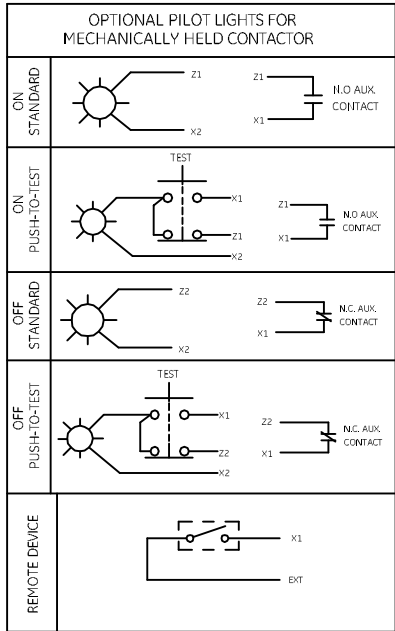 OPTIONAL PILOT LIGHTS FOR
MECHANICALLY HELD CONTACTOR
ON
STANDARD
Z1
X2
Z1
X1
N.O AUX.
CONTACT
ON
PUSH-TO-TEST
TEST
X1
Z1
X2
Z1
X1
N.O AUX.
CONTACT
OFF
STANDARD
Z2
X2
Z2
X1
N.C. AUX.
CONTACT
OFF
PUSH-TO-TEST
TEST
X1
Z2
X2
Z2
X1
N.C. AUX.
CONTACT
REMOTE DEVICE
X1
EXT